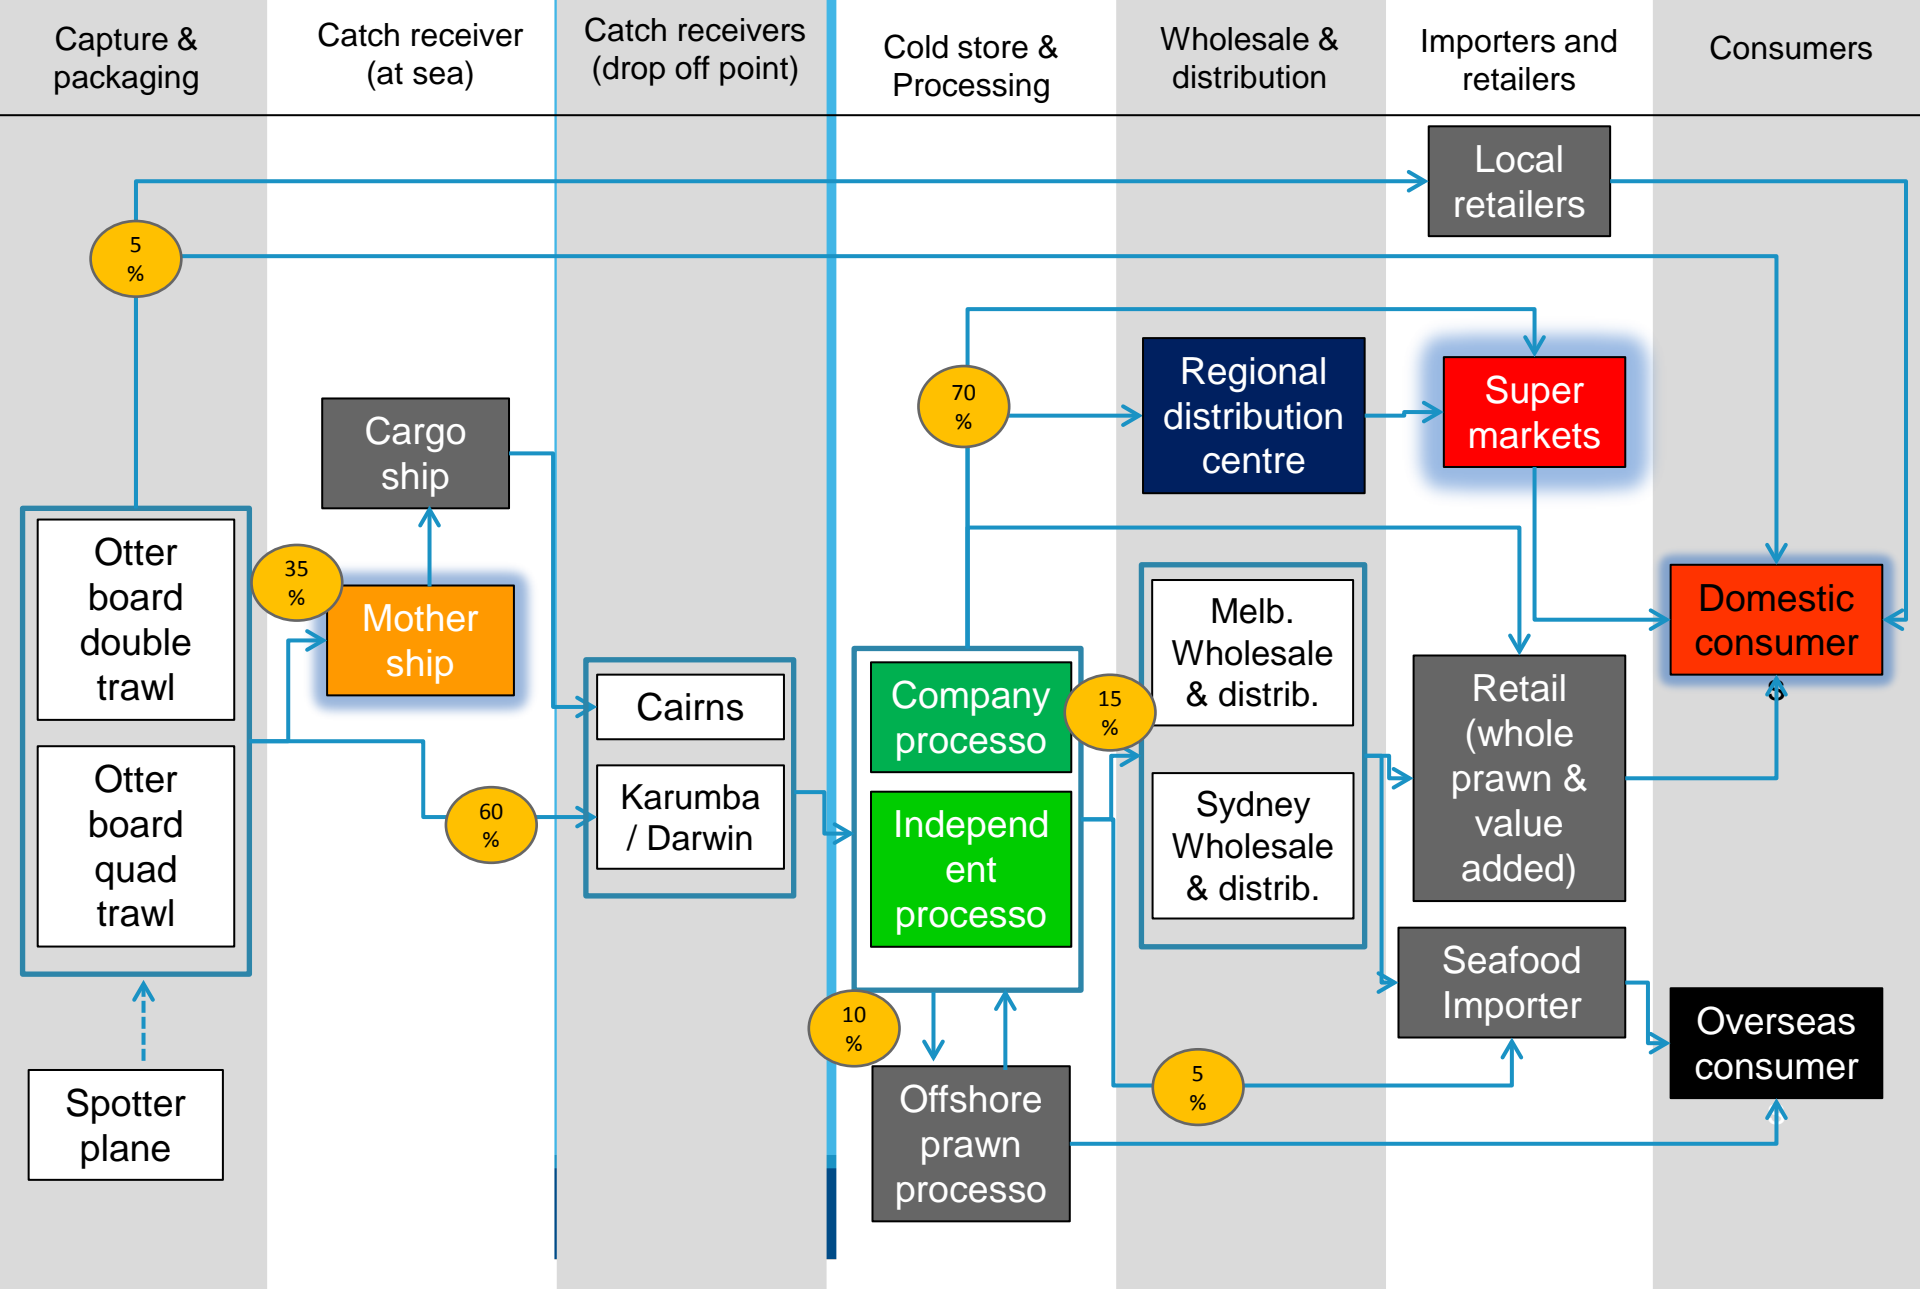 Capture &
packaging
Catch receiver
(at sea)
Catch receivers
(drop off point)
Cold store &
Processing
Wholesale &
distribution
Importers and
retailers
Consumers
Local
retailers
5
%
70
%
Regional
distribution
centre
Super
markets
Cargo
ship
Otter
board
double
trawl
35
%
Mother
ship
Domestic
consumer
s
Melb.
Wholesale
& distrib.
Company
processo
15
%
Retail
(whole
prawn &
value
added)
Cairns
Otter
board
quad
trawl
60
%
Karumba
/ Darwin
Independ
ent
processo
Sydney
Wholesale
& distrib.
Seafood
Importer
10
%
Overseas
consumer
Spotter
plane
Offshore
prawn
processo
5
%